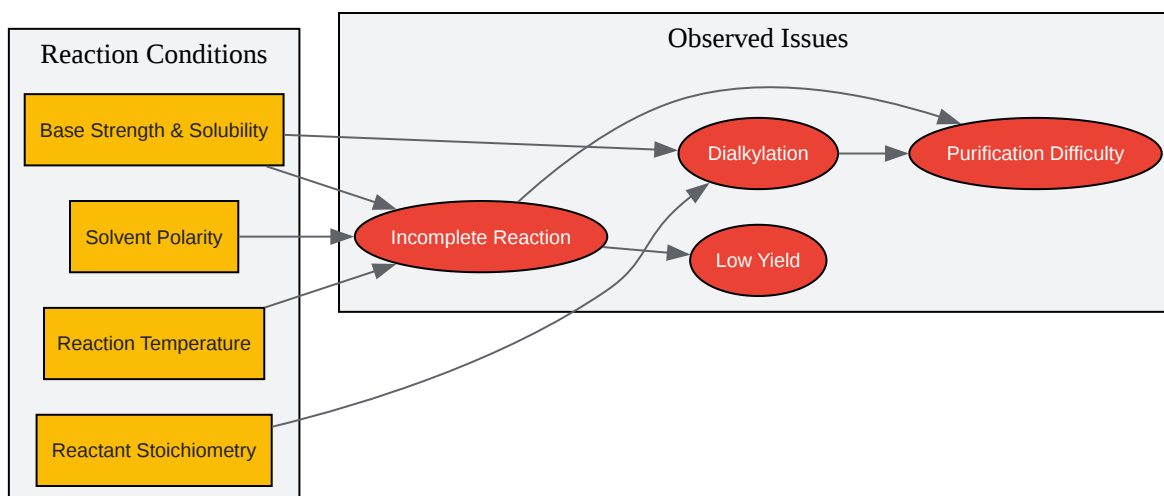 Reaction Conditions
Base Strength & Solubility
Solvent Polarity
Reaction Temperature
Reactant Stoichiometry
Observed Issues
Dialkylation
Purification Difficulty
Incomplete Reaction
Low Yield